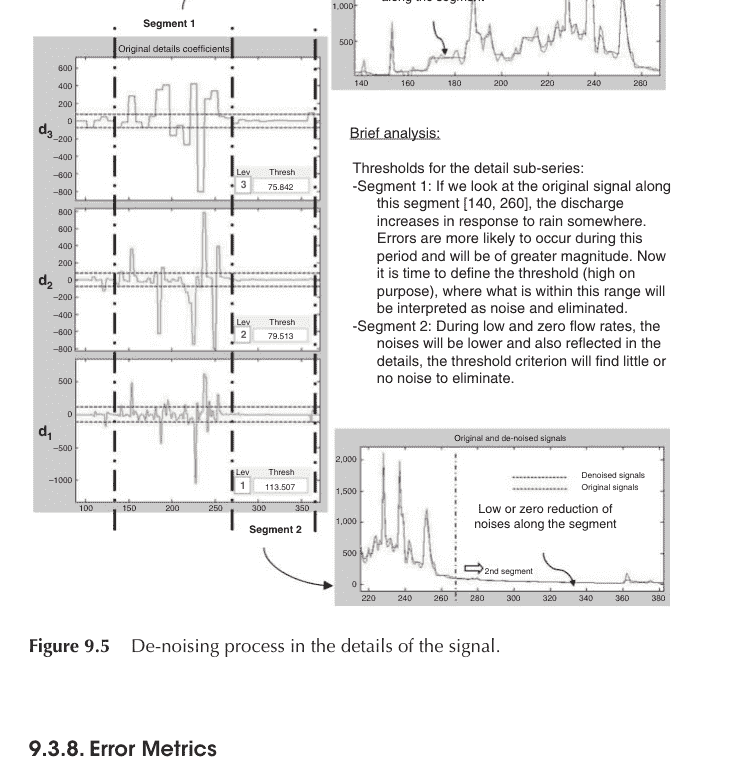 along the segment
Segment 1
Original details coefficients
600
400
200
0
−200
−400
−600
−800
d3
Lev Thresh
3 75.842
800
600
400
200
0
−200
−400
−600
−800
d2
Lev Thresh
2 79.513
500
0
−500
−1000
d1
Lev Thresh
1 113.507
100 150 200 250 300 350
Segment 2
1,000
500
140 160 180 200 220 240 260
Brief analysis:
Thresholds for the detail sub-series:
-Segment 1: If we look at the original signal along
this segment [140, 260], the discharge
increases in response to rain somewhere.
Errors are more likely to occur during this
period and will be of greater magnitude. Now
it is time to define the threshold (high on
purpose), where what is within this range will
be interpreted as noise and eliminated.
-Segment 2: During low and zero flow rates, the
noises will be lower and also reflected in the
details, the threshold criterion will find little or
no noise to eliminate.
Original and de-noised signals
2,000
1,500
1,000
500
0
Denoised signals
Original signals
Low or zero reduction of
noises along the segment
2nd segment
220 240 260 280 300 320 340 360 380
Figure 9.5 De-noising process in the details of the signal.
9.3.8. Error Metrics